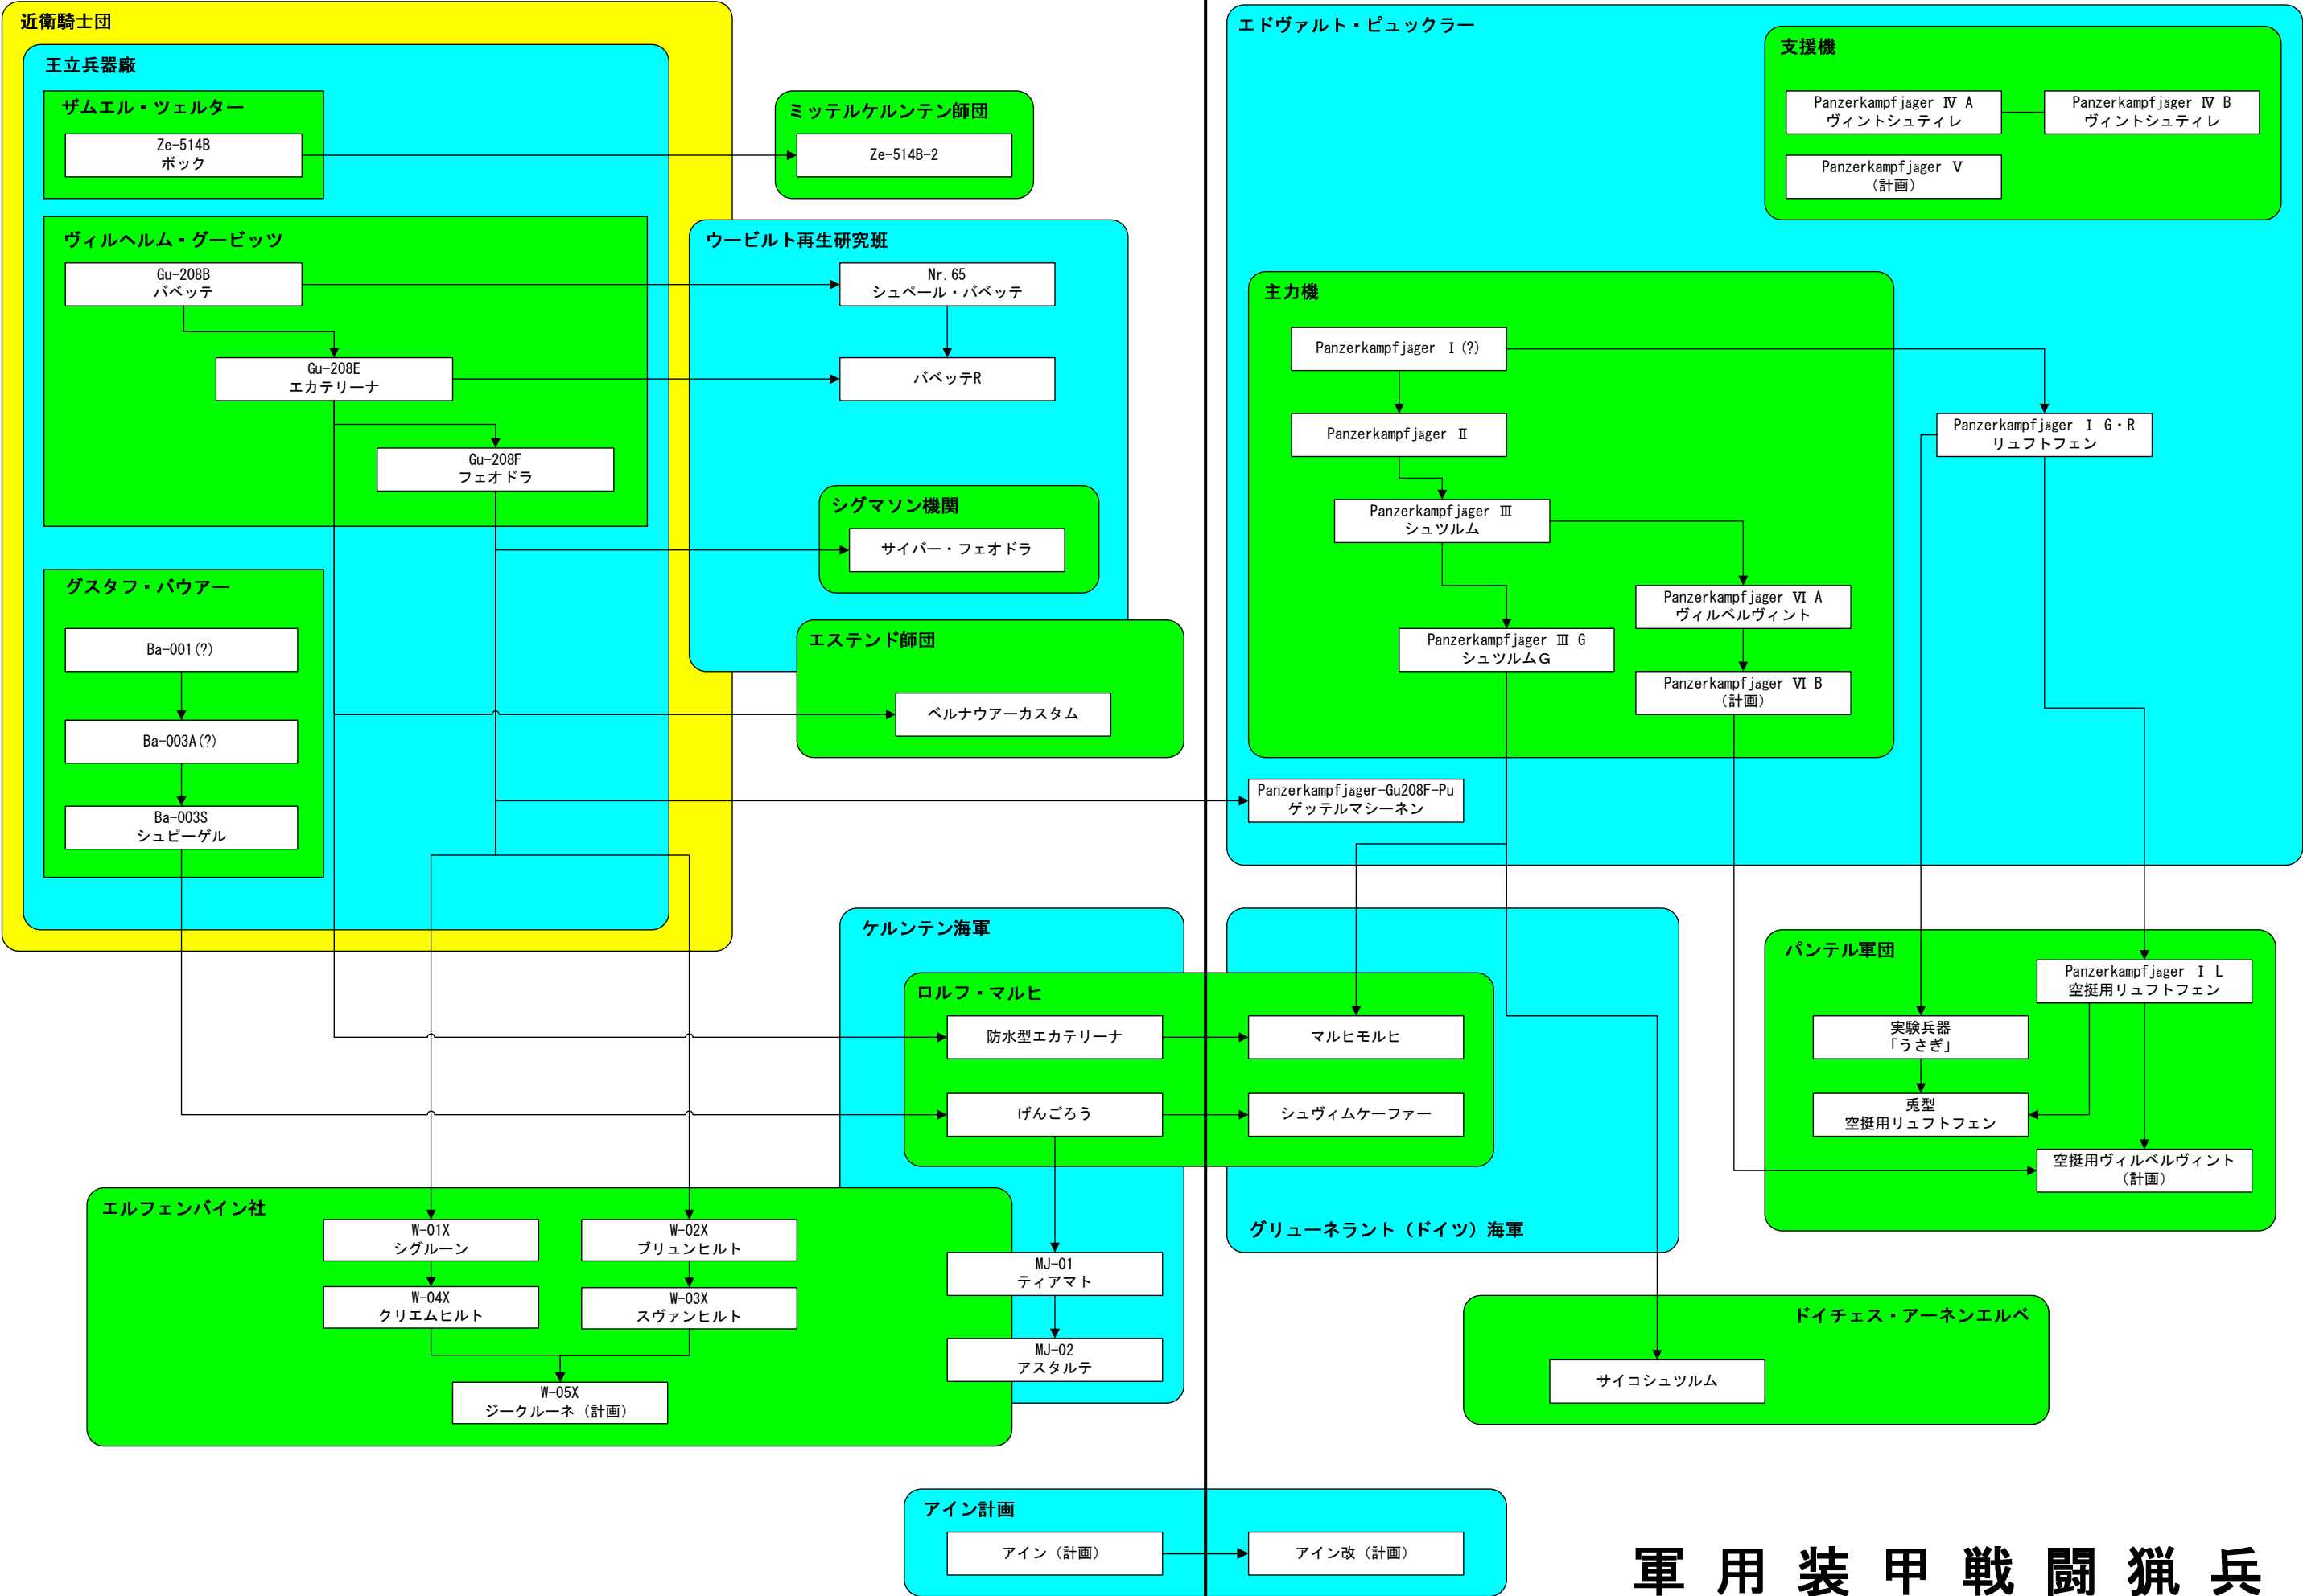 近衛騎士団
王立兵器廠
ザムエル・ツェルター
Ze-514B
ボック
ミッテルケルンテン師団
Ze-514B-2
ヴィルヘルム・グービッツ
Gu-208B
バベッテ
Gu-208E
エカテリーナ
Gu-208F
フェオドラ
ウービルト再生研究班
Nr.65
シュペール・バベッテ
バベッテR
シグマソン機関
サイバー・フェオドラ
グスタフ・バウアー
Ba-001(?)
Ba-003A(?)
Ba-003S
シュピーゲル
エステンド師団
ベルナウアーカスタム
エドヴァルト・ピュックラー
支援機
Panzerkampfjäger Ⅳ A
ヴィントシュティレ
Panzerkampfjäger Ⅳ B
ヴィントシュティレ
Panzerkampfjäger Ⅴ
(計画)
主力機
Panzerkampfjäger Ⅰ(?)
Panzerkampfjäger Ⅱ
Panzerkampfjäger Ⅲ
シュツルム
Panzerkampfjäger Ⅲ G
シュツルムG
Panzerkampfjäger Ⅵ A
ヴィルベルヴィント
Panzerkampfjäger Ⅵ B
(計画)
Panzerkampfjäger Ⅰ G・R
リュフトフェン
Panzerkampfjäger-Gu208F-Pu
ゲッテルマシーネン
ケルンテン海軍
ロルフ・マルヒ
防水型エカテリーナ
マルヒモルヒ
げんごろう
シュヴィムケーファー
グリューネラント(ドイツ)海軍
パンテル軍団
Panzerkampfjäger Ⅰ L
空挺用リュフトフェン
実験兵器
「うさぎ」
兎型
空挺用リュフトフェン
空挺用ヴィルベルヴィント
(計画)
エルフェンバイン社
W-01X
シグルーン
W-02X
ブリュンヒルト
W-04X
クリエムヒルト
W-03X
スヴァンヒルト
W-05X
ジークルーネ(計画)
MJ-01
ティアマト
MJ-02
アスタルテ
ドイチェス・アーネンエルベ
サイコシュツルム
アイン計画
アイン(計画)
アイン改(計画)
軍用装甲戦闘猟兵